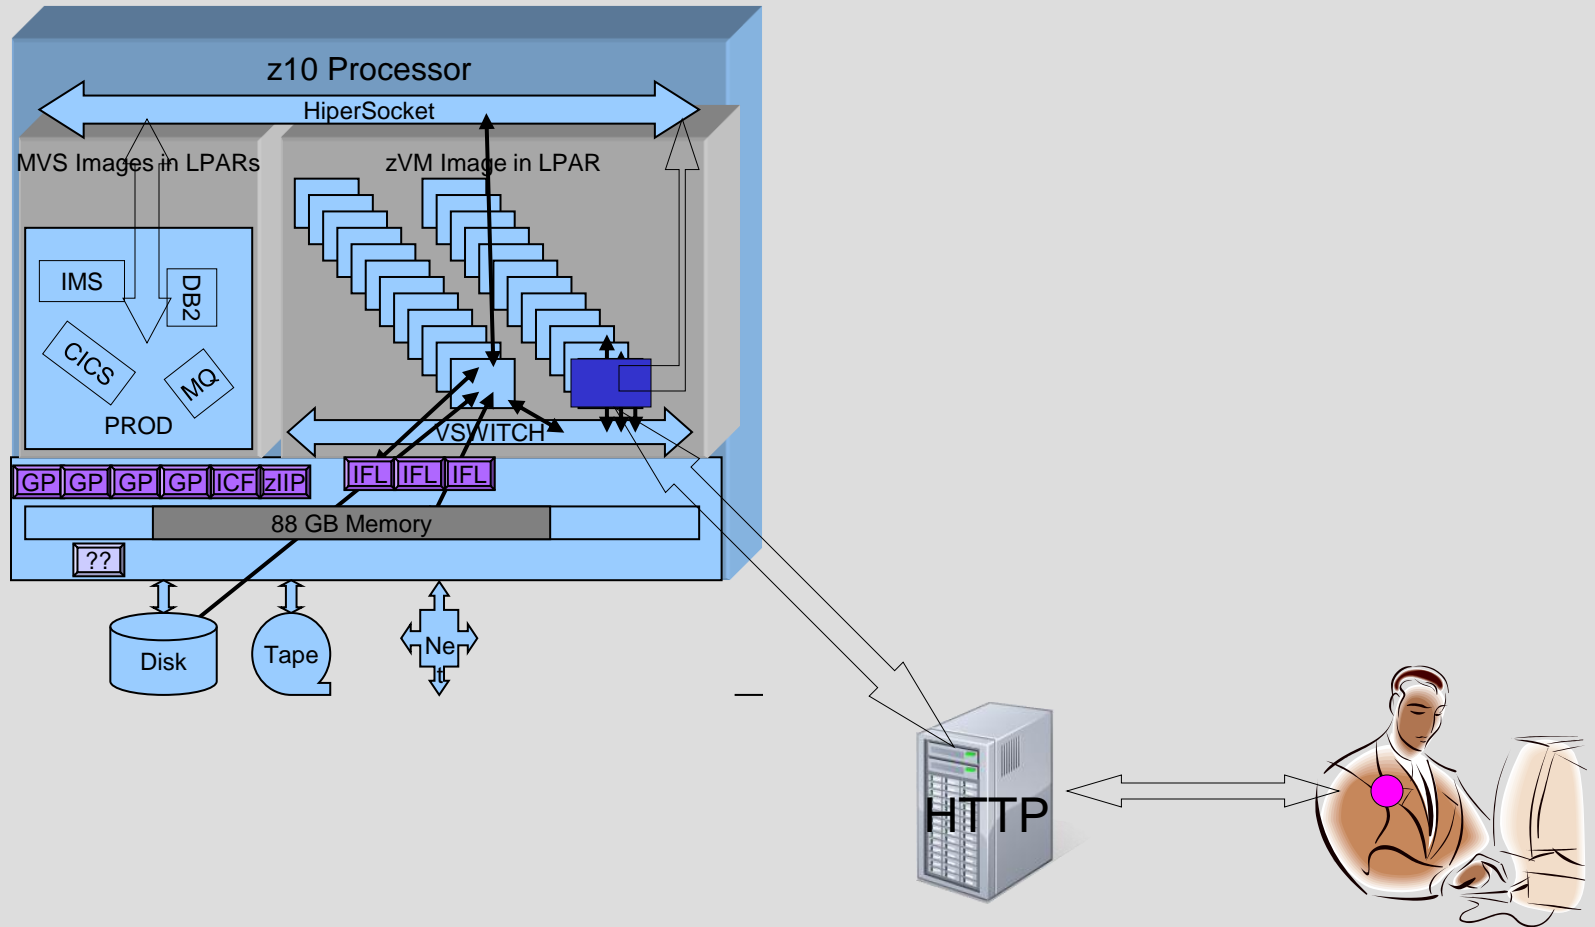 z10 Processor
HiperSocket
MVS Images in LPARs
zVM Image in LPAR
IMS
DB2
CICS
MQ
PROD
VSWITCH
GP GP GP GP ICF zIIP
IFL IFL IFL
88 GB Memory
??
Disk
Tape
Ne
t
HTTP